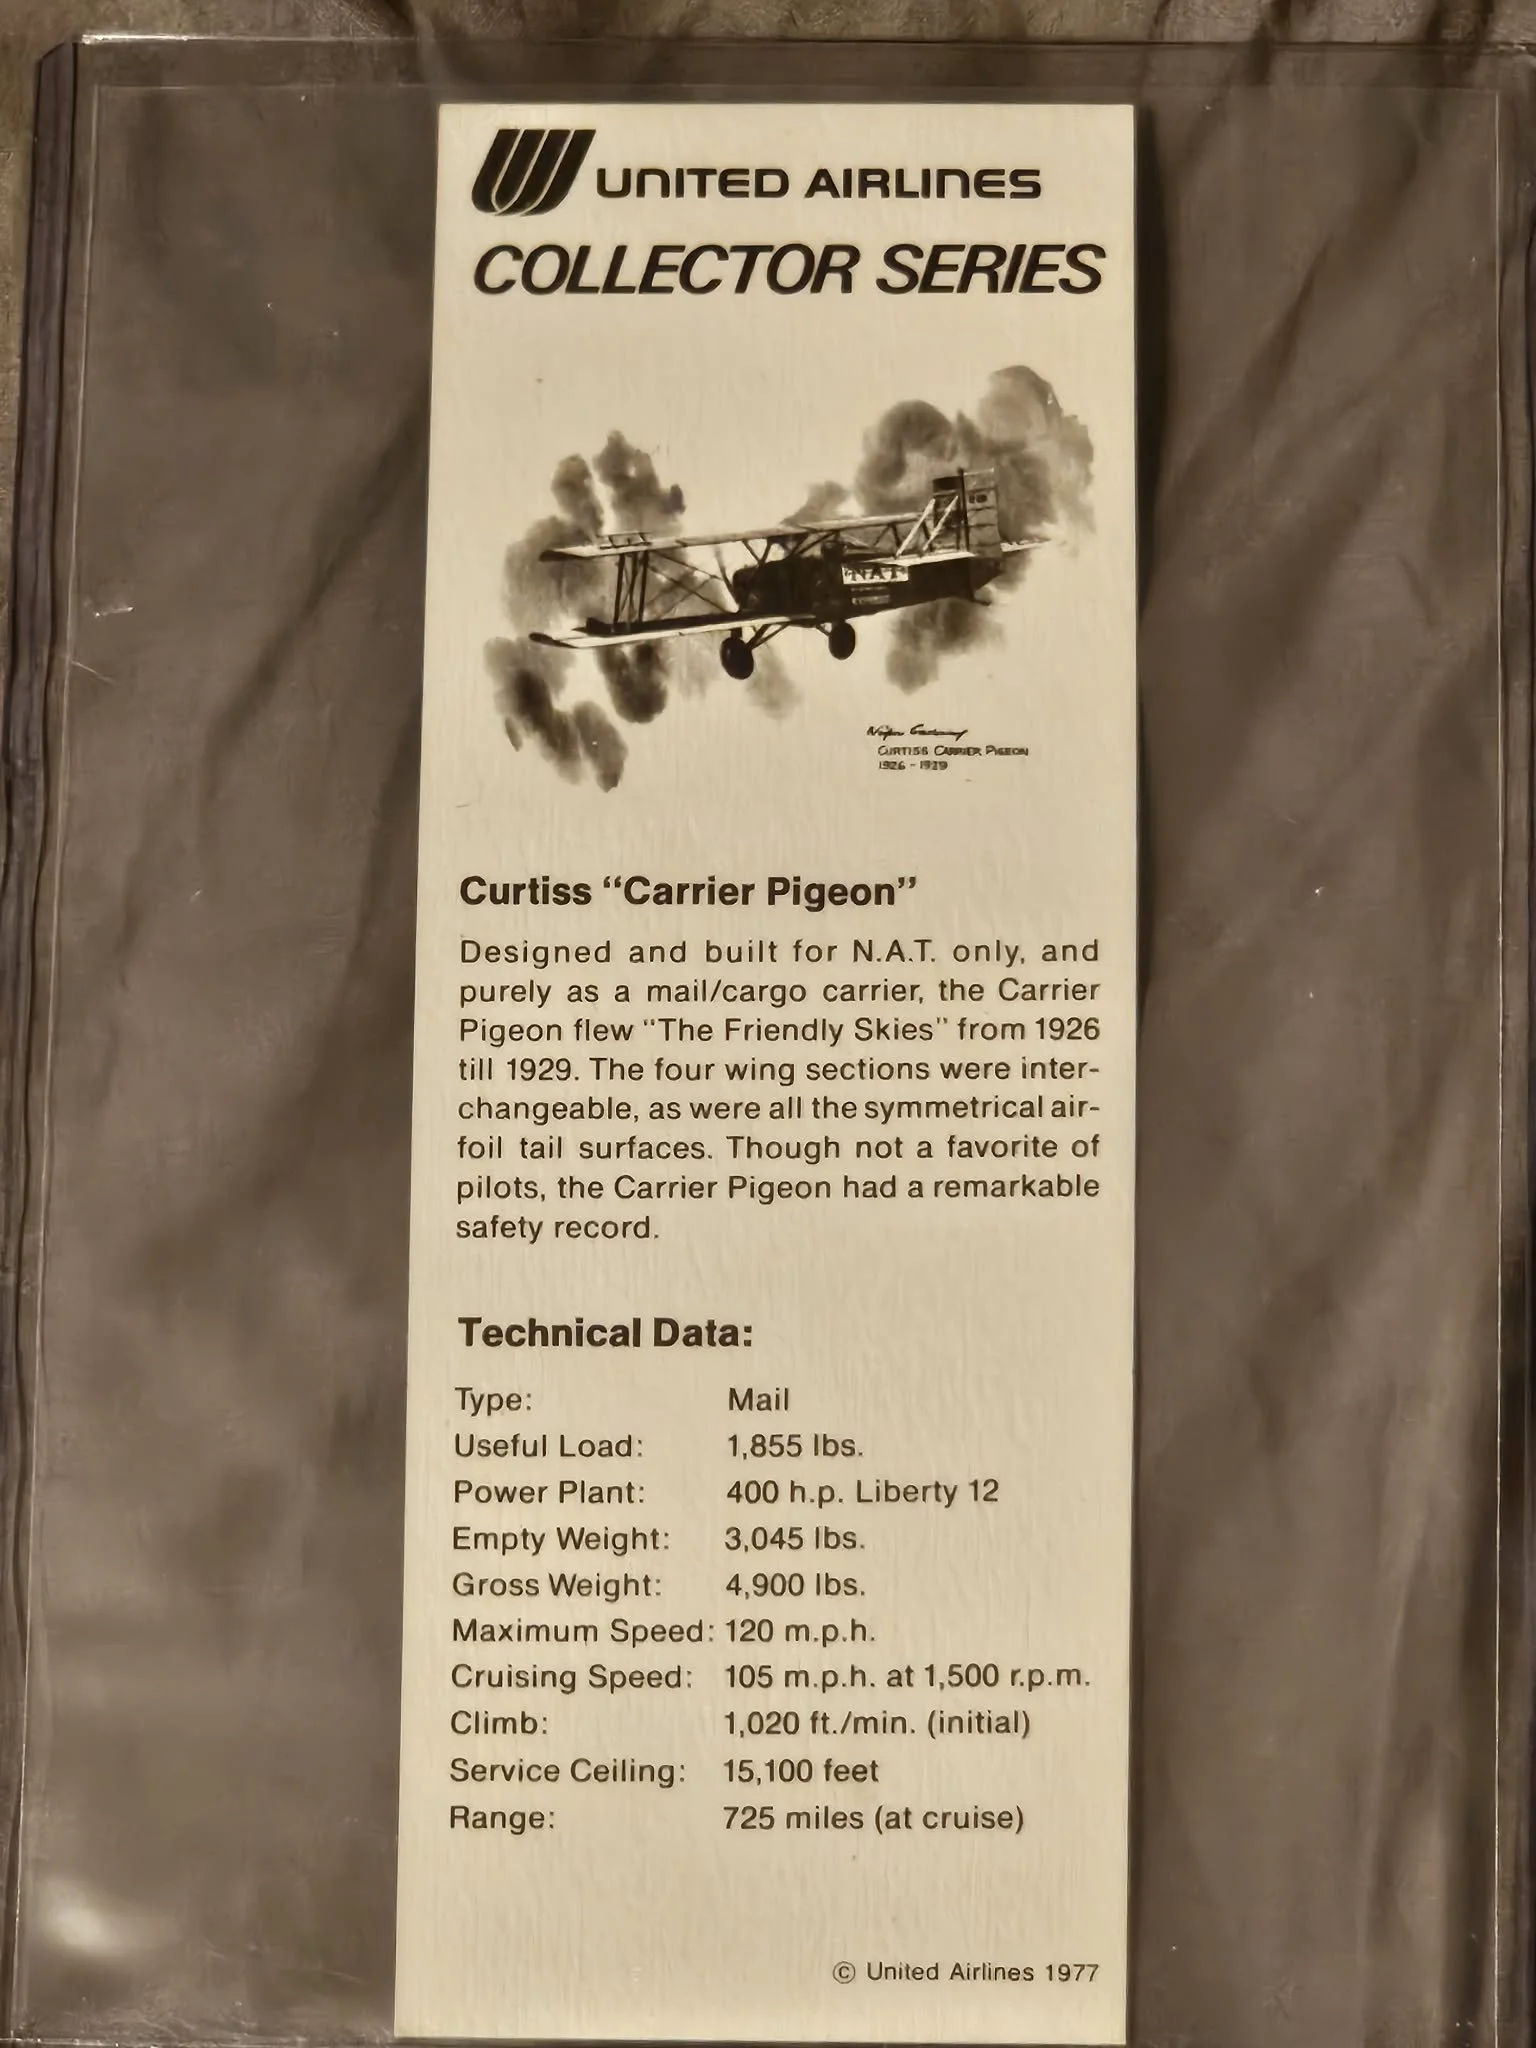 UNITED AIRLINES
COLLECTOR SERIES
NAT
CURTISS CARRIER PIGEON
1926 - 1929
Curtiss “Carrier Pigeon”
Designed and built for N.A.T. only, and
purely as a mail/cargo carrier, the Carrier
Pigeon flew “The Friendly Skies” from 1926
till 1929. The four wing sections were inter-
changeable, as were all the symmetrical air-
foil tail surfaces. Though not a favorite of
pilots, the Carrier Pigeon had a remarkable
safety record.
Technical Data:
Type: Mail
Useful Load: 1,855 lbs.
Power Plant: 400 h.p. Liberty 12
Empty Weight: 3,045 lbs.
Gross Weight: 4,900 lbs.
Maximum Speed: 120 m.p.h.
Cruising Speed: 105 m.p.h. at 1,500 r.p.m.
Climb: 1,020 ft./min. (initial)
Service Ceiling: 15,100 feet
Range: 725 miles (at cruise)
© United Airlines 1977